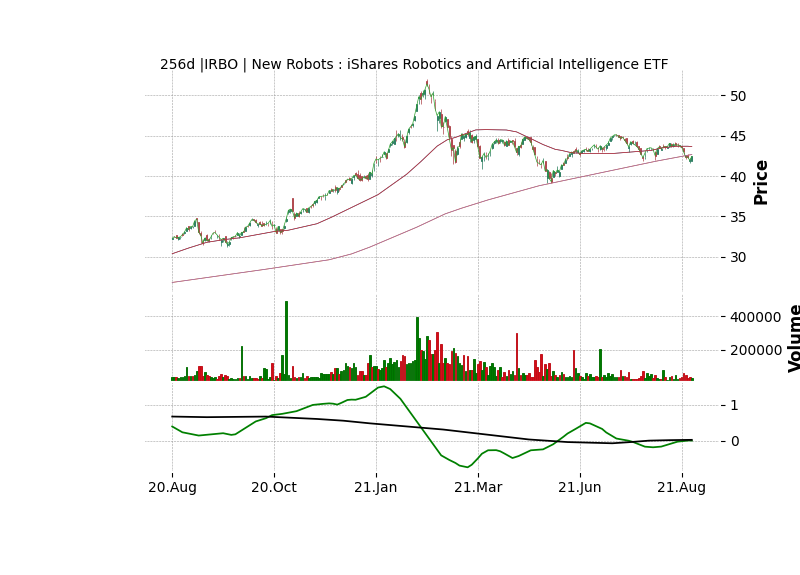 256d |IRBO | New Robots : iShares Robotics and Artificial Intelligence ETF
50
45
40
35
30
Price
400000
200000
Volume
1
0
20.Aug 20.Oct 21.Jan 21.Mar 21.Jun 21.Aug